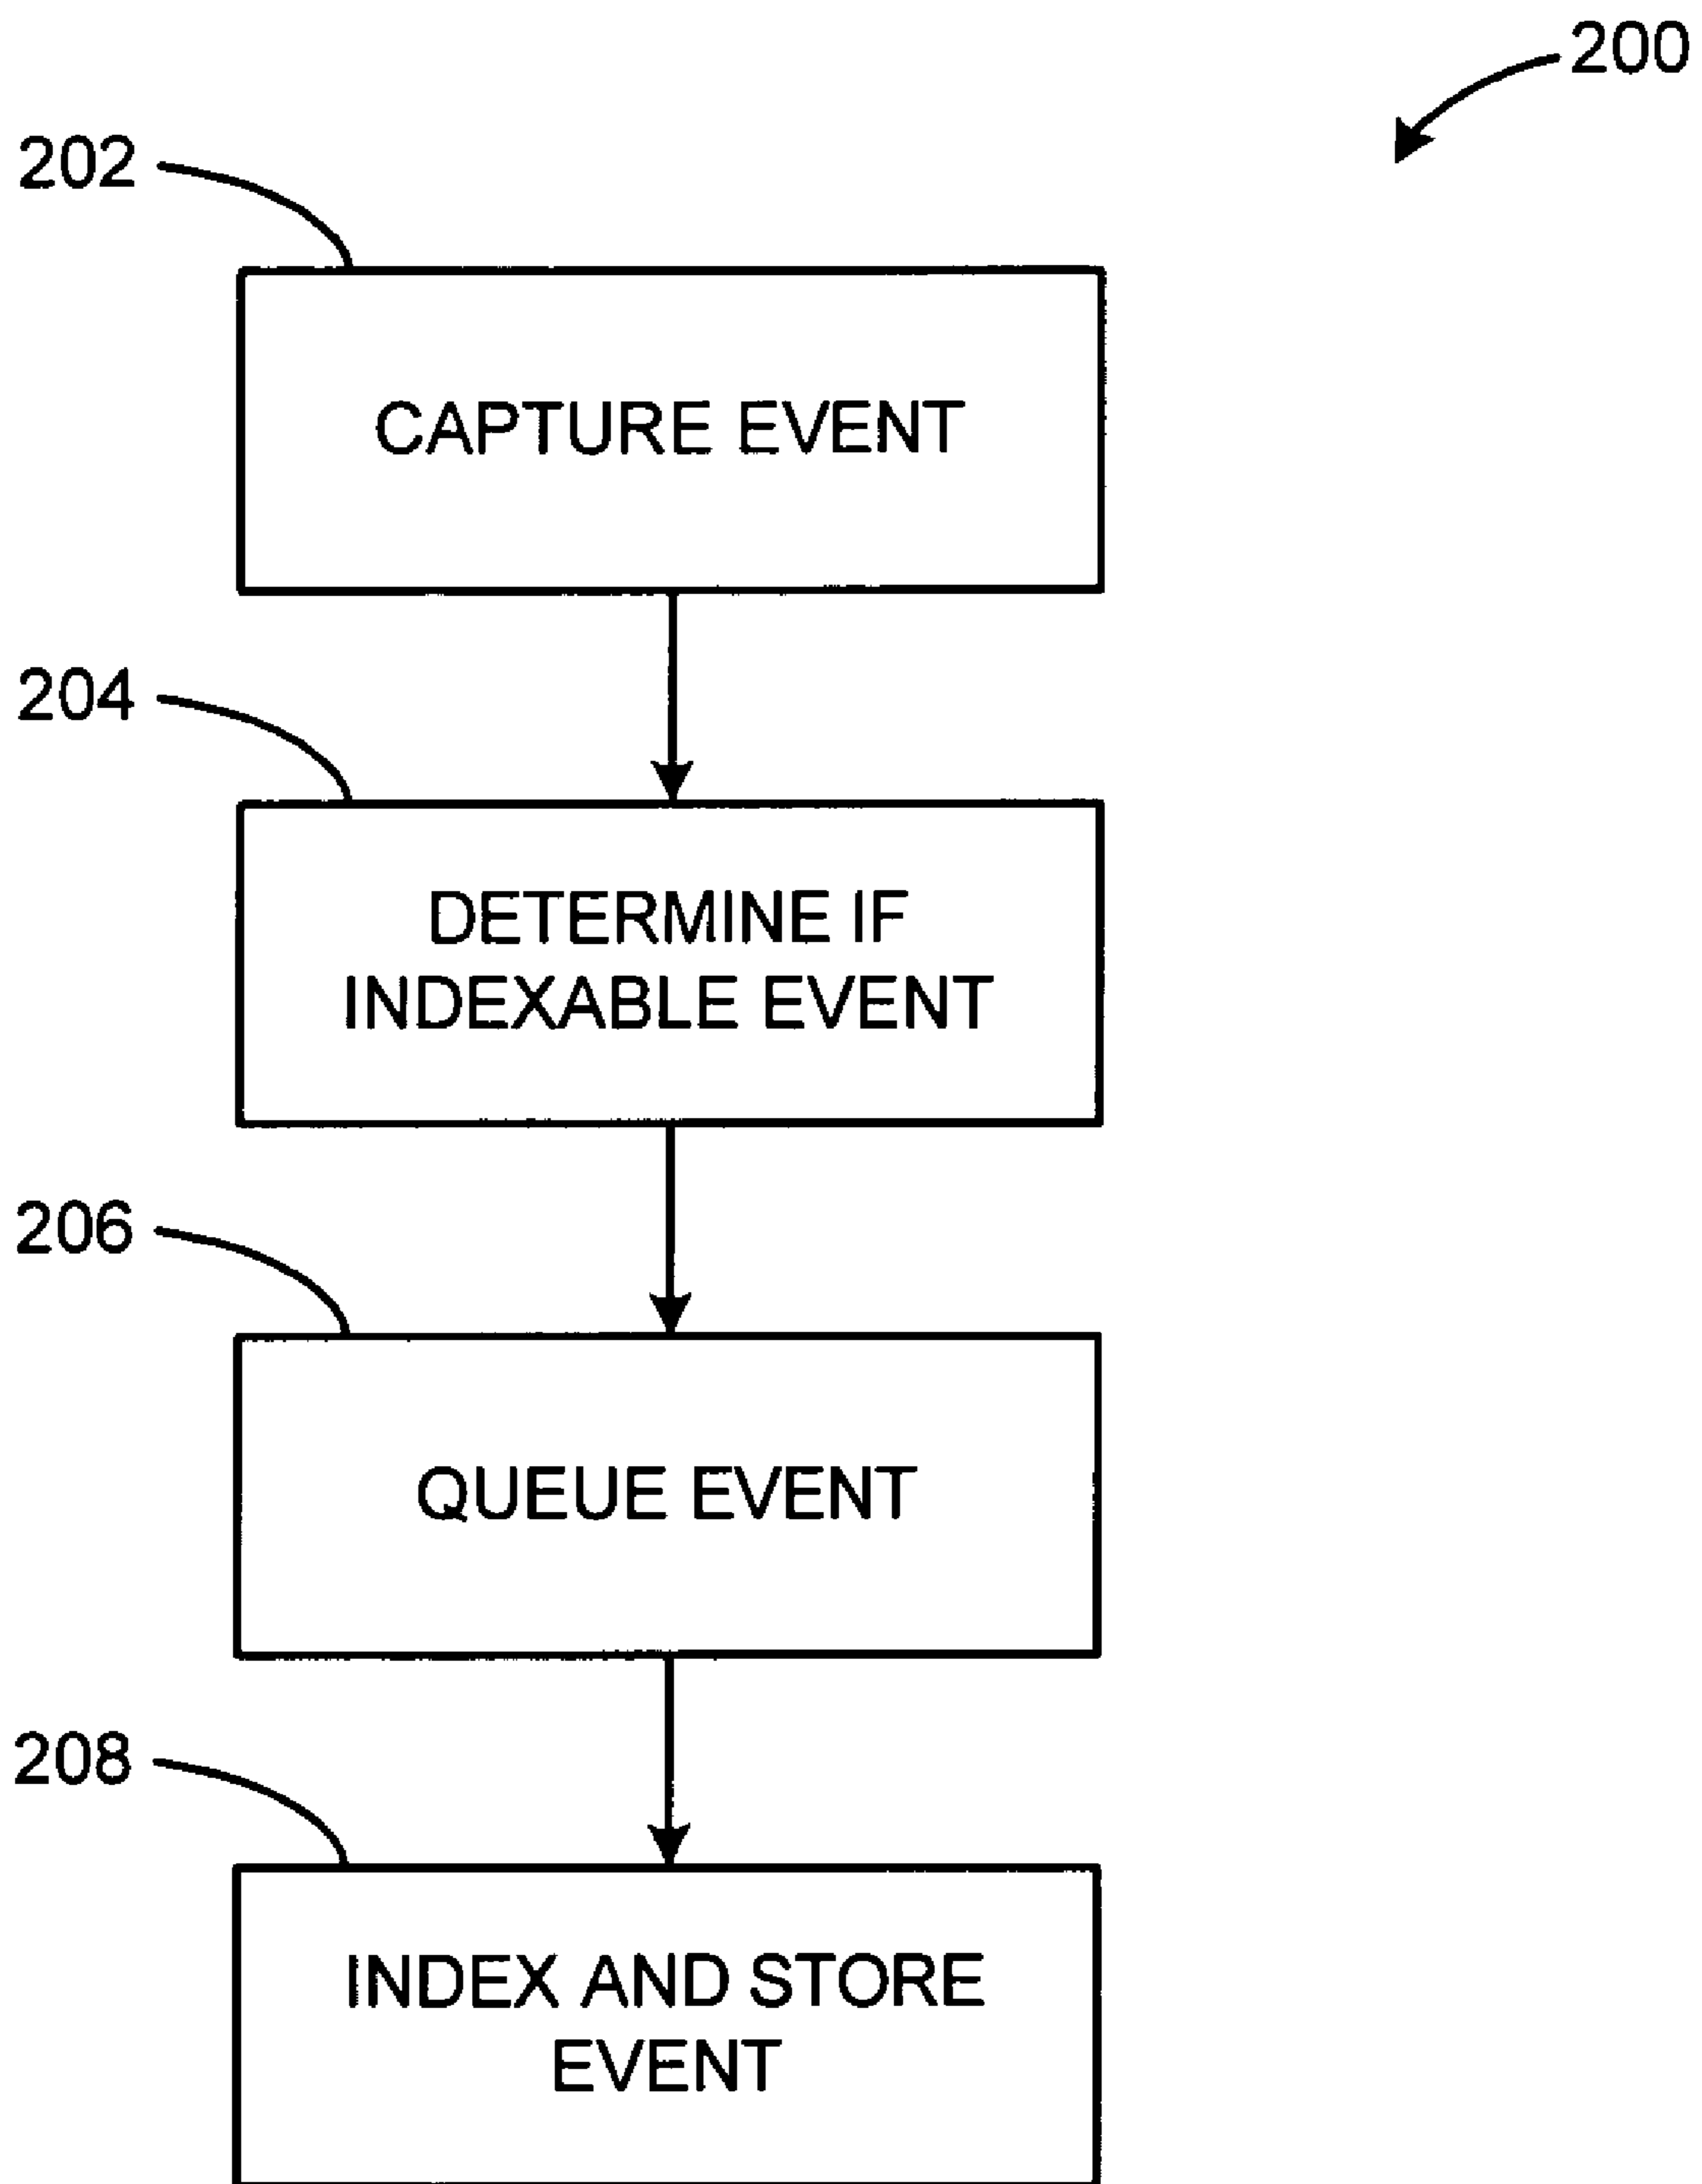 200
202
CAPTURE EVENT
204
DETERMINE IF
INDEXABLE EVENT
206
QUEUE EVENT
208
INDEX AND STORE
EVENT